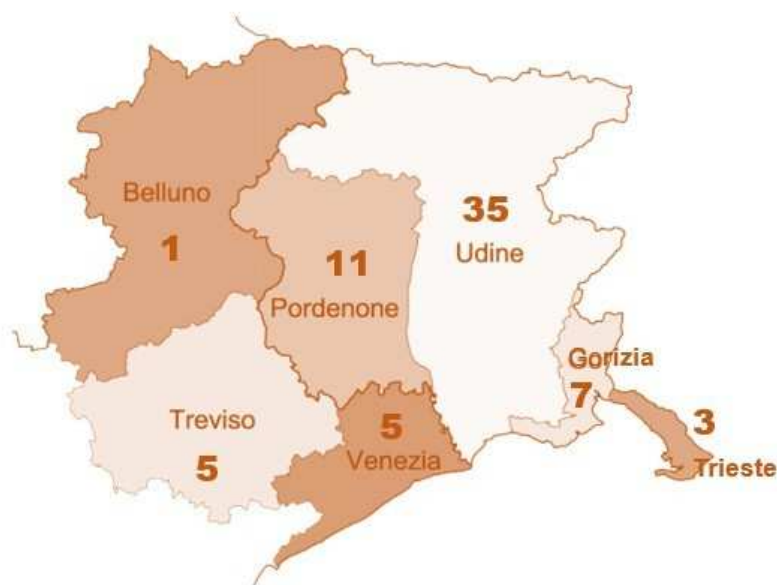 Belluno
1
35
Udine
11
Pordenone
Gorizia
7
Treviso
5
5
Venezia
3
Trieste